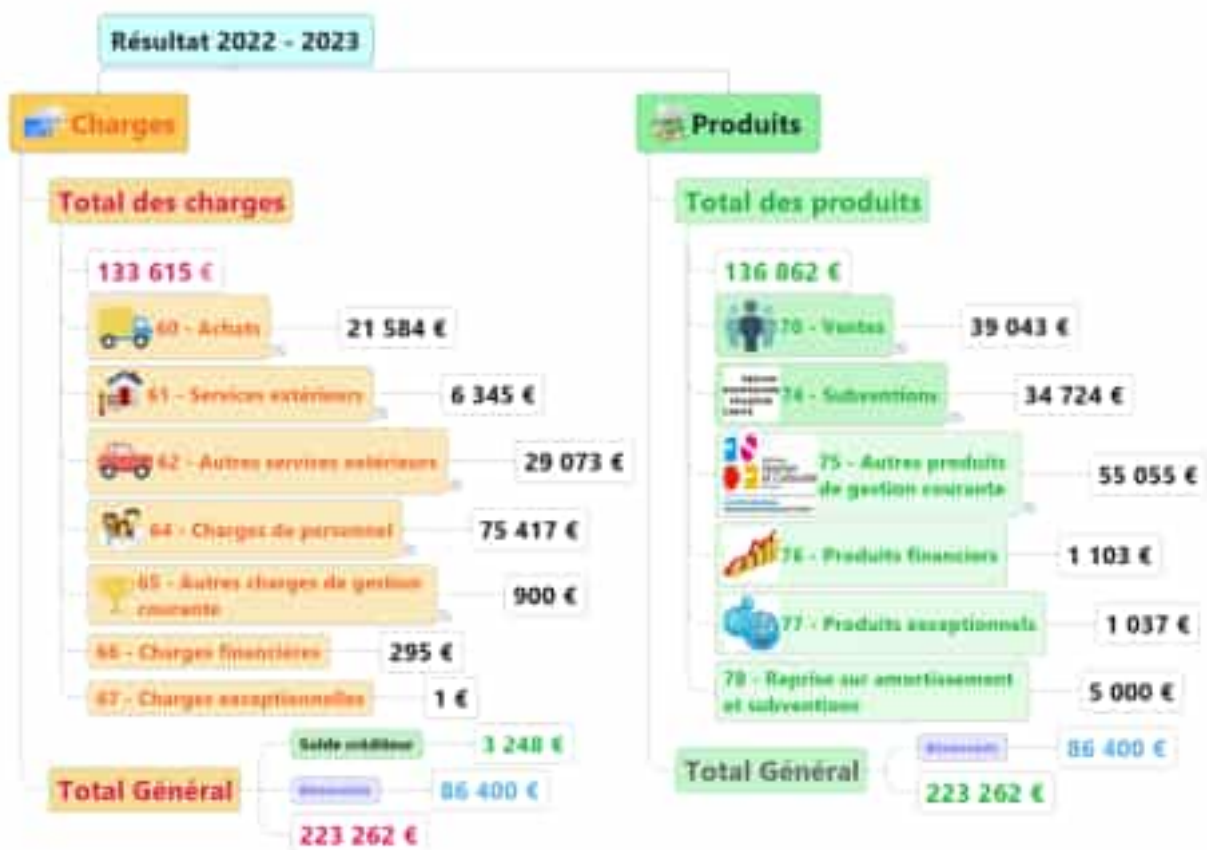 Résultat 2022 - 2023
Charges
Total des charges
133 615 €
60 - Achats
21 584 €
61 - Services extérieurs
6 345 €
62 - Autres services extérieurs
29 073 €
64 - Charges de personnel
75 417 €
65 - Autres charges de gestion
courante
900 €
66 - Charges financières
295 €
67 - Charges exceptionnelles
1 €
Solde créditeur
3 248 €
Total Général
86 400 €
223 262 €
Produits
Total des produits
136 862 €
70 - Ventes
39 043 €
74 - Subventions
34 724 €
75 - Autres produits
de gestion courante
55 055 €
76 - Produits financiers
1 103 €
77 - Produits exceptionnels
1 037 €
78 - Reprise sur amortissement
et subventions
5 000 €
Total Général
86 400 €
223 262 €